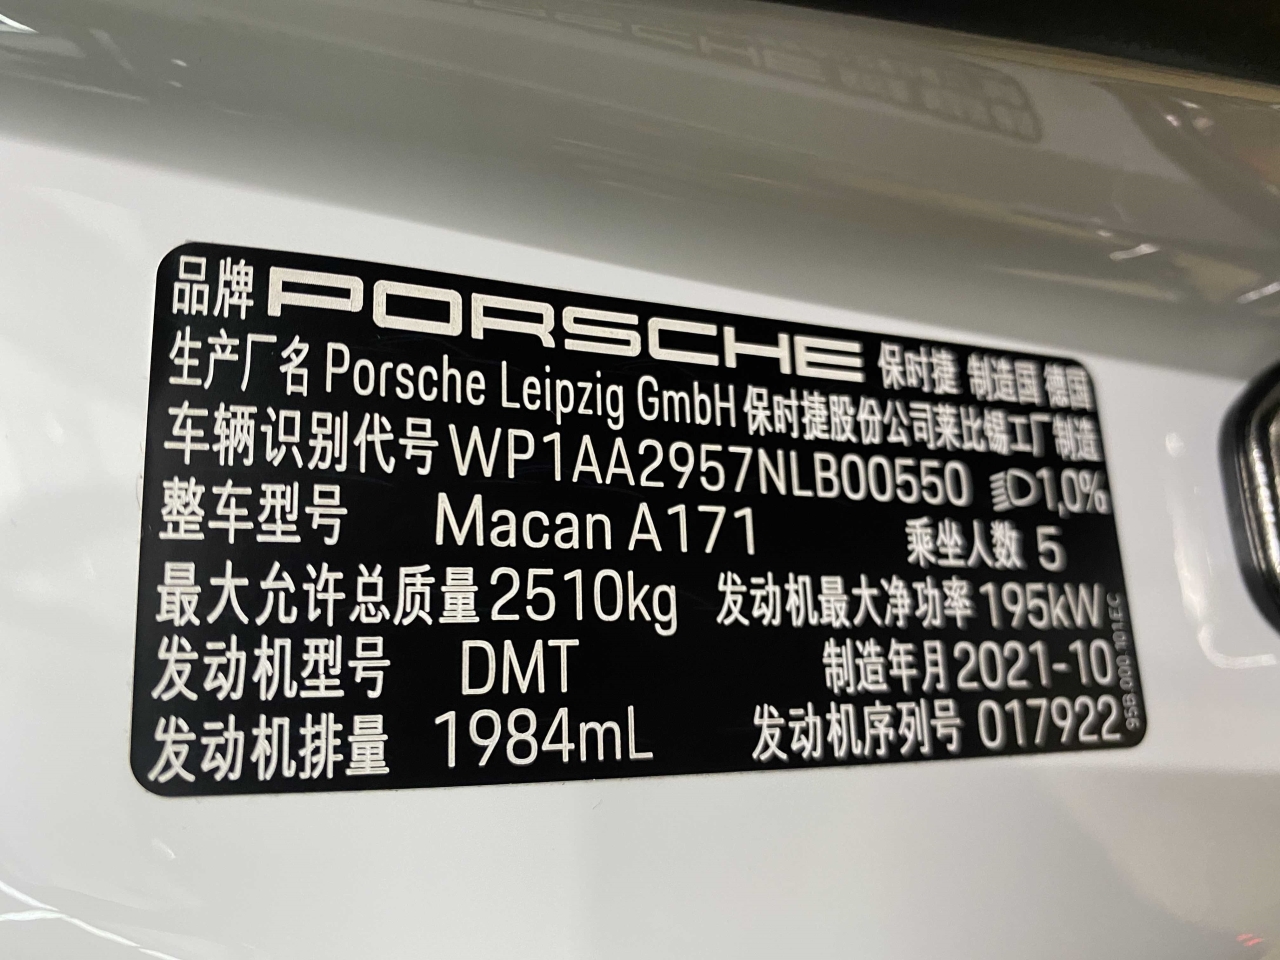 品牌 PORSCHE 保时捷 制造国 德国
生产厂名 Porsche Leipzig GmbH 保时捷股份公司莱比锡工厂制造
车辆识别代号 WP1AA2957NLB00550 1,0%
整车型号 Macan A171 乘坐人数 5
最大允许总质量 2510kg 发动机最大净功率 195kW
发动机型号 DMT 制造年月 2021-10
发动机排量 1984mL 发动机序列号 017922
95B.000.101.EC